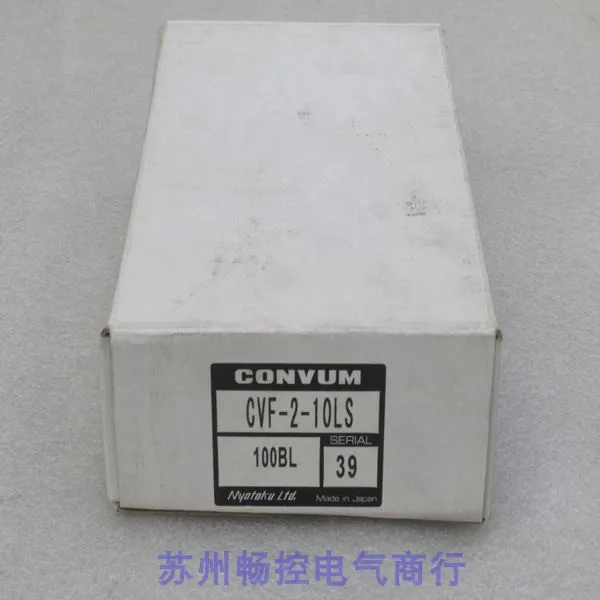 CONVUM
CVF-2-10LS
100BL
SERIAL
39
Myotoku Ltd.
Made in Japan
苏州畅控电气商行